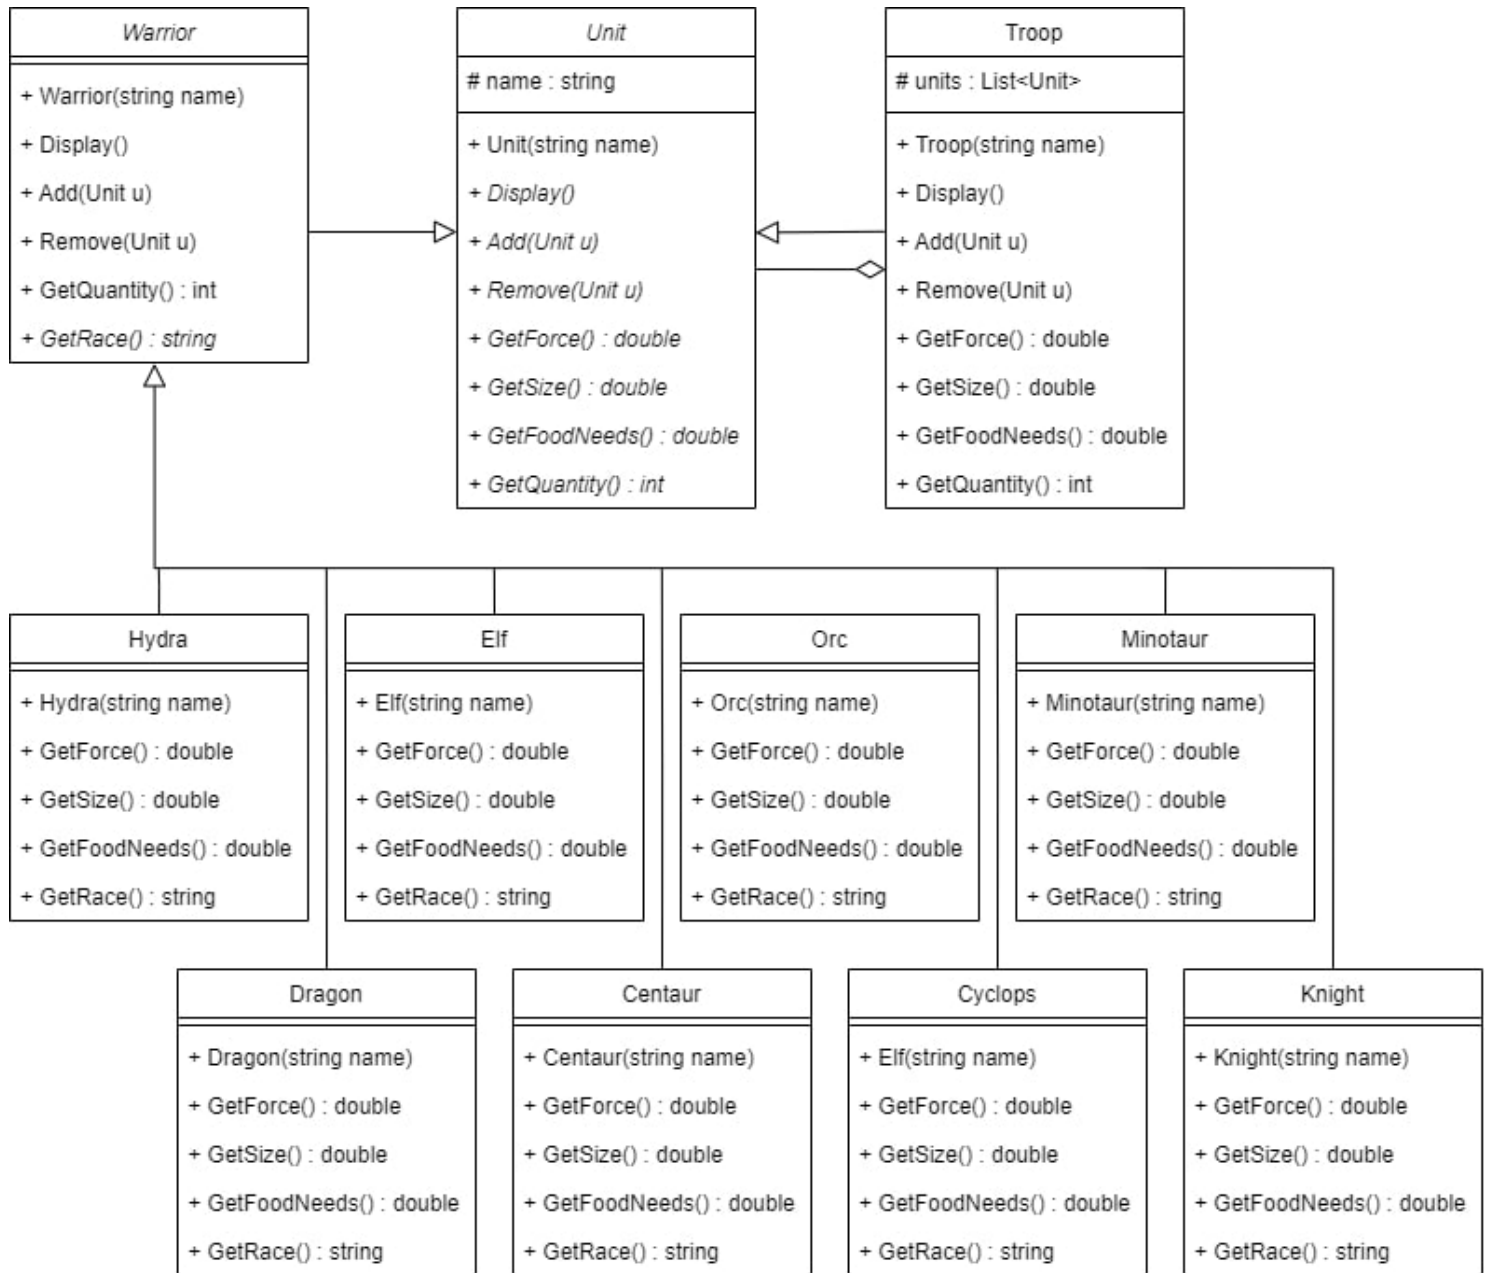 Warrior
+ Warrior(string name)
+ Display()
+ Add(Unit u)
+ Remove(Unit u)
+ GetQuantity() : int
+ GetRace() : string
Unit
# name : string
+ Unit(string name)
+ Display()
+ Add(Unit u)
+ Remove(Unit u)
+ GetForce() : double
+ GetSize() : double
+ GetFoodNeeds() : double
+ GetQuantity() : int
Troop
# units : List<Unit>
+ Troop(string name)
+ Display()
+ Add(Unit u)
+ Remove(Unit u)
+ GetForce() : double
+ GetSize() : double
+ GetFoodNeeds() : double
+ GetQuantity() : int
Hydra
+ Hydra(string name)
+ GetForce() : double
+ GetSize() : double
+ GetFoodNeeds() : double
+ GetRace() : string
Elf
+ Elf(string name)
+ GetForce() : double
+ GetSize() : double
+ GetFoodNeeds() : double
+ GetRace() : string
Orc
+ Orc(string name)
+ GetForce() : double
+ GetSize() : double
+ GetFoodNeeds() : double
+ GetRace() : string
Minotaur
+ Minotaur(string name)
+ GetForce() : double
+ GetSize() : double
+ GetFoodNeeds() : double
+ GetRace() : string
Dragon
+ Dragon(string name)
+ GetForce() : double
+ GetSize() : double
+ GetFoodNeeds() : double
+ GetRace() : string
Centaur
+ Centaur(string name)
+ GetForce() : double
+ GetSize() : double
+ GetFoodNeeds() : double
+ GetRace() : string
Cyclops
+ Elf(string name)
+ GetForce() : double
+ GetSize() : double
+ GetFoodNeeds() : double
+ GetRace() : string
Knight
+ Knight(string name)
+ GetForce() : double
+ GetSize() : double
+ GetFoodNeeds() : double
+ GetRace() : string